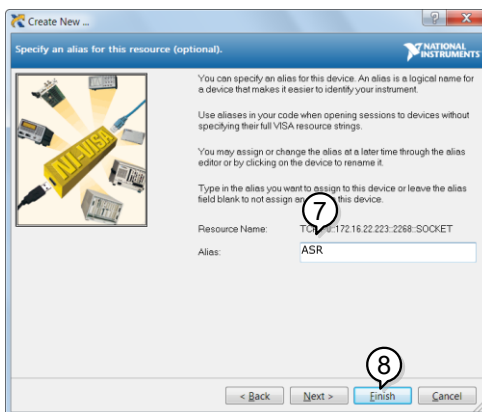 Create New ...
Specify an alias for this resource (optional).
NATIONAL
INSTRUMENTS
You can specify an alias for this device. An alias is a logical name for
a device that makes it easier to identify your instrument.
Use aliases in your code when opening sessions to devices without
specifying their full VISA resource strings.
You may assign or change the alias at a later time through the alias
editor or by clicking on the device to rename it.
Type in the alias you want to assign to this device or leave the alias
field blank to not assign an this device.
7
Resource Name: ::172.16.22.223::2268::SOCKET
Alias: ASR
NI-VISA
8
< Back Next > Finish Cancel